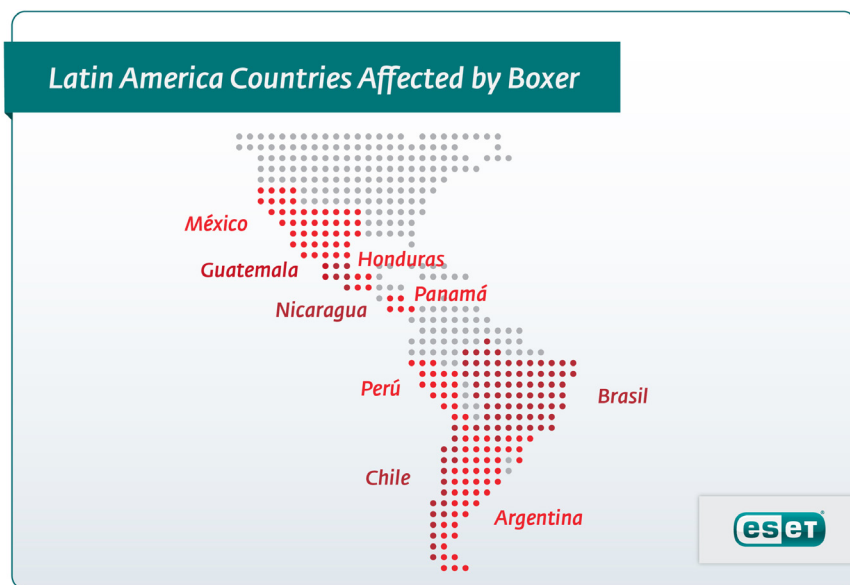 Latin America Countries Affected by Boxer
México
Honduras
Guatemala
Panamá
Nicaragua
Perú
Brasil
Chile
Argentina
eseT